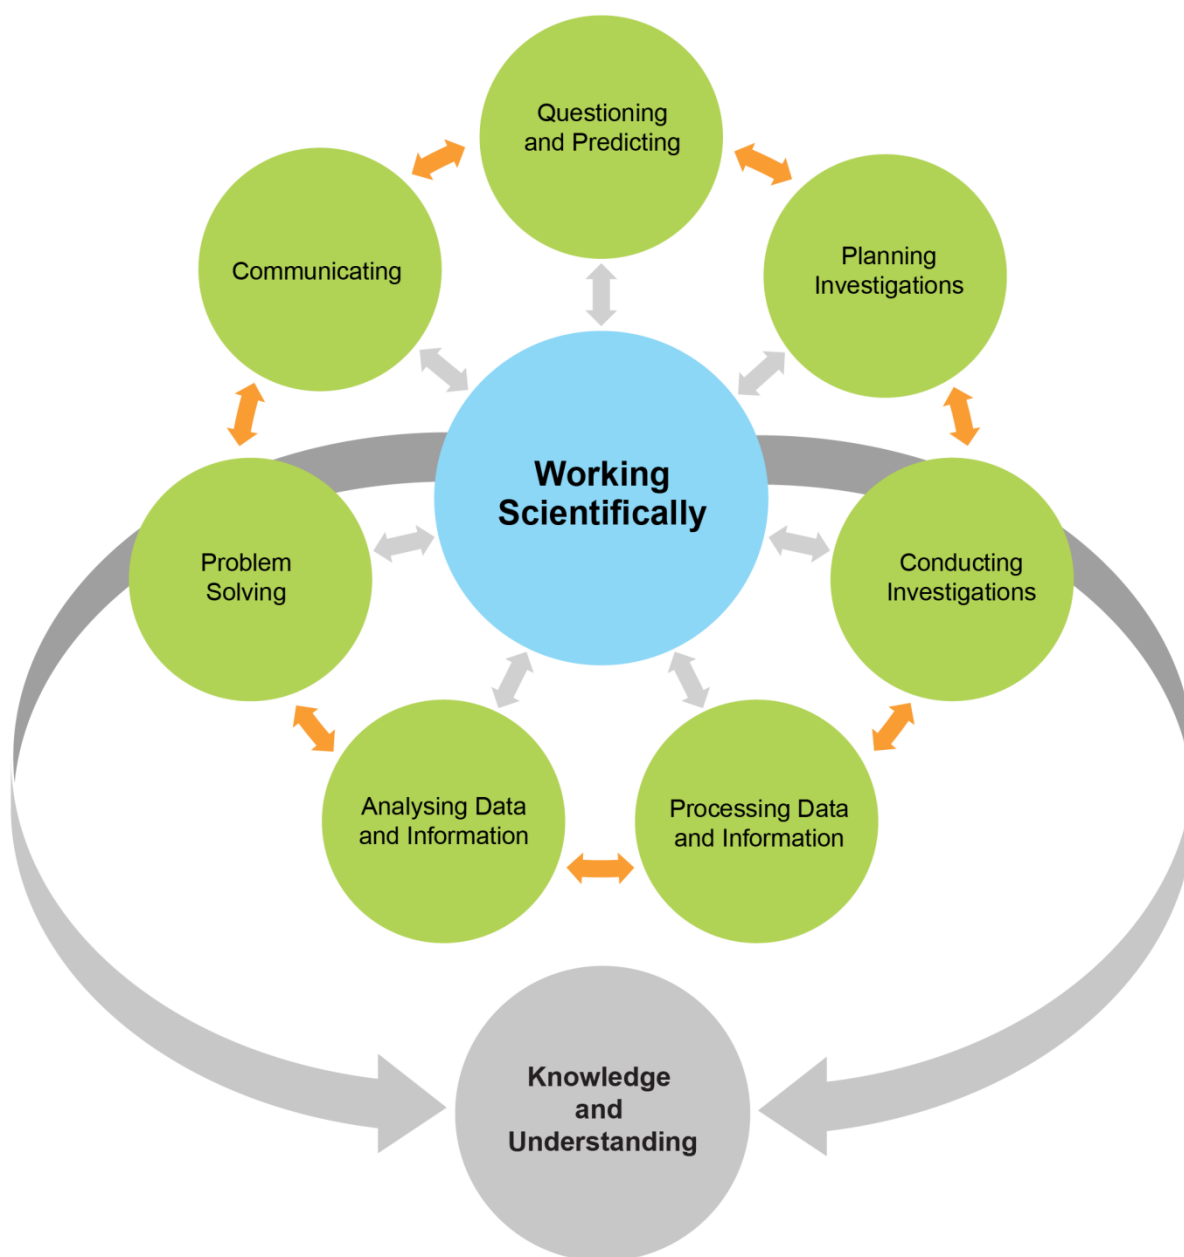 Questioning
and Predicting
Planning
Investigations
Communicating
Working
Scientifically
Problem
Solving
Conducting
Investigations
Analysing Data
and Information
Processing Data
and Information
Knowledge
and
Understanding